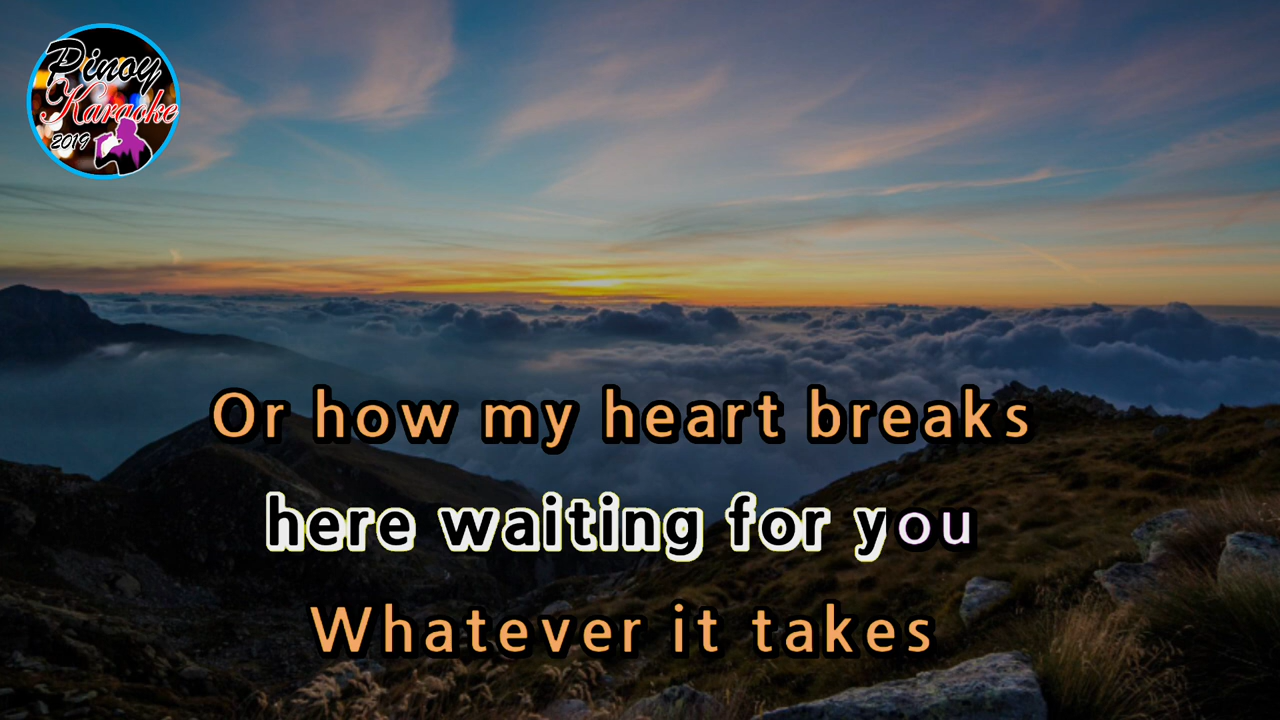 Pinoy
Karaoke
2019
Or how my heart breaks
here waiting for you
Whatever it takes